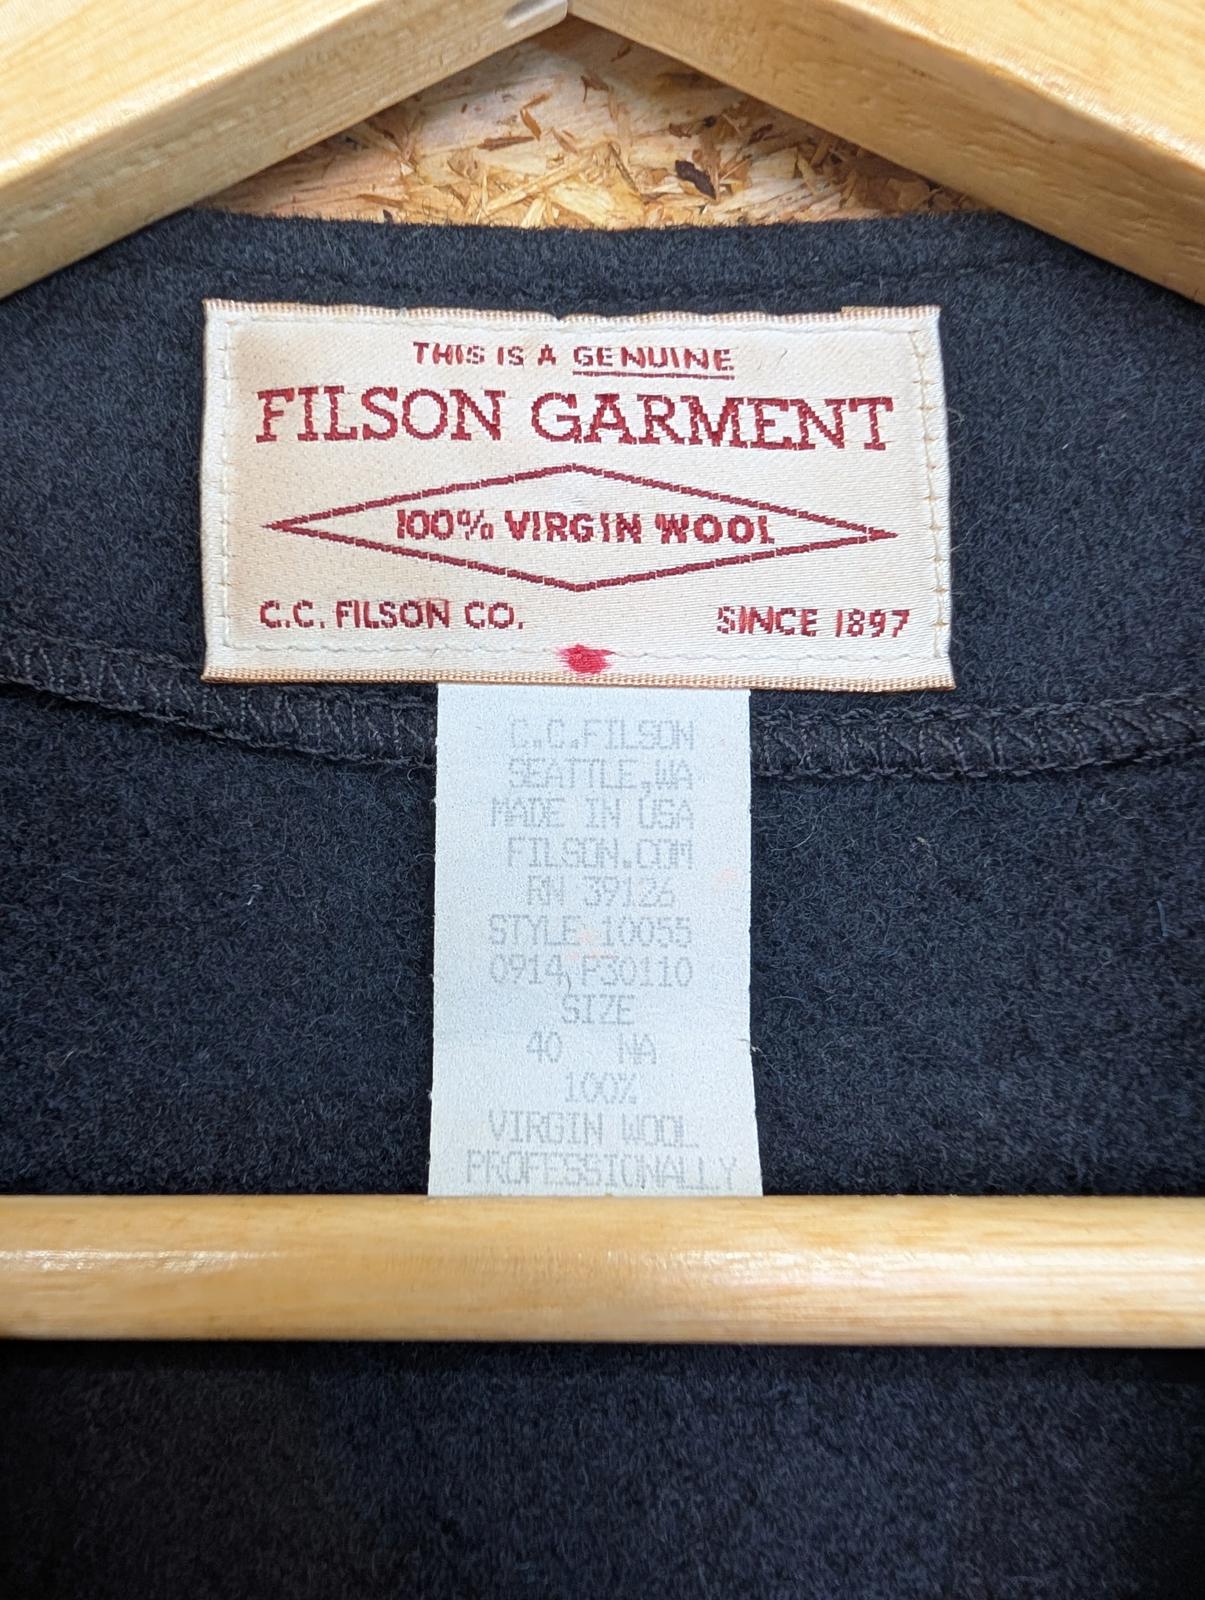 THIS IS A GENUINE
FILSON GARMENT
100% VIRGIN WOOL
C.C. FILSON CO. SINCE 1897
C.C.FILSON
SEATTLE,WA
MADE IN USA
FILSON.COM
RN 39126
STYLE 10055
0914 P30110
SIZE
40 NA
100%
VIRGIN WOOL
PROFESSIONALLY